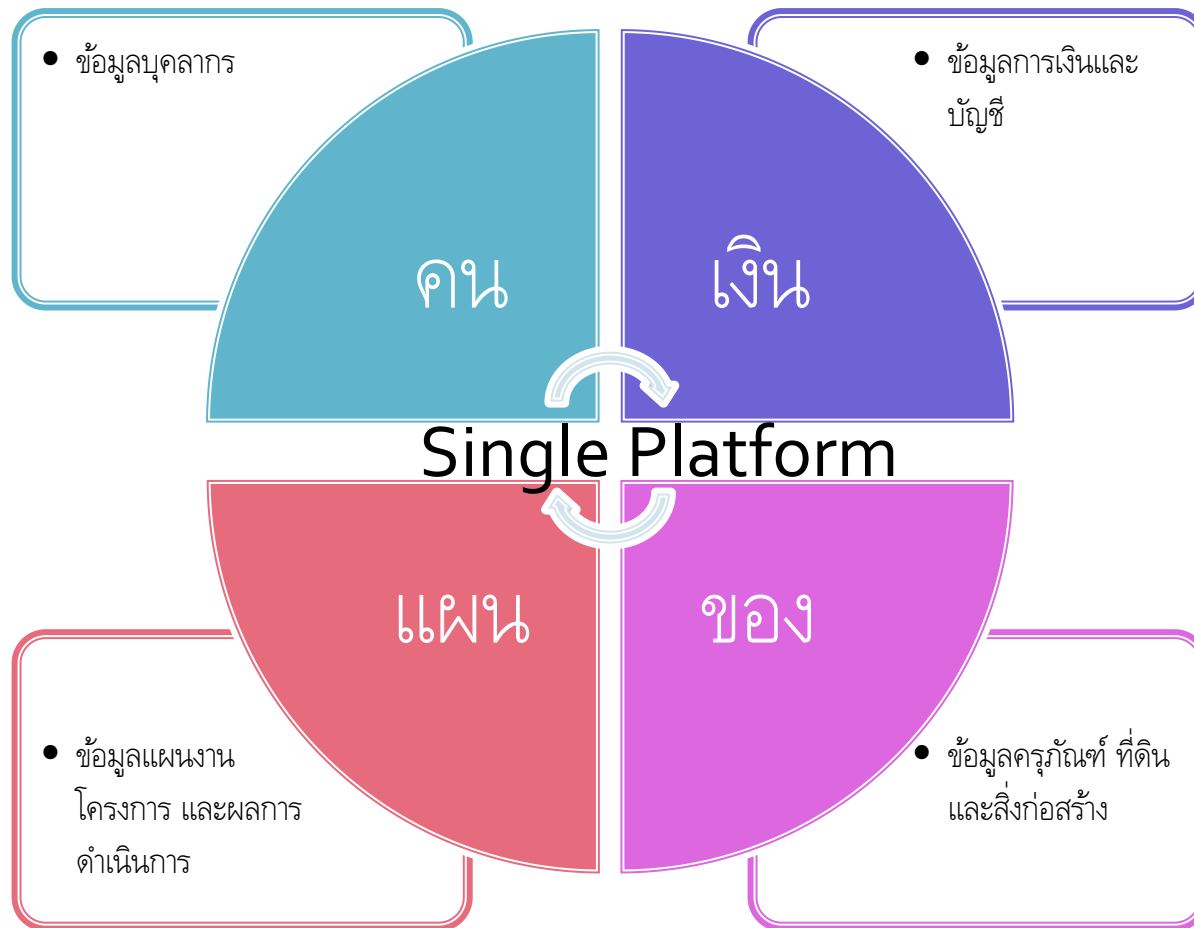 • ข้อมูลบุคลากร
• ข้อมูลการเงินและ
บัญชี
คน
เงิน
Single Platform
แผน
ของ
• ข้อมูลแผนงาน
โครงการ และผลการ
ดำเนินการ
• ข้อมูลครุภัณฑ์ ที่ดิน
และสิ่งก่อสร้าง